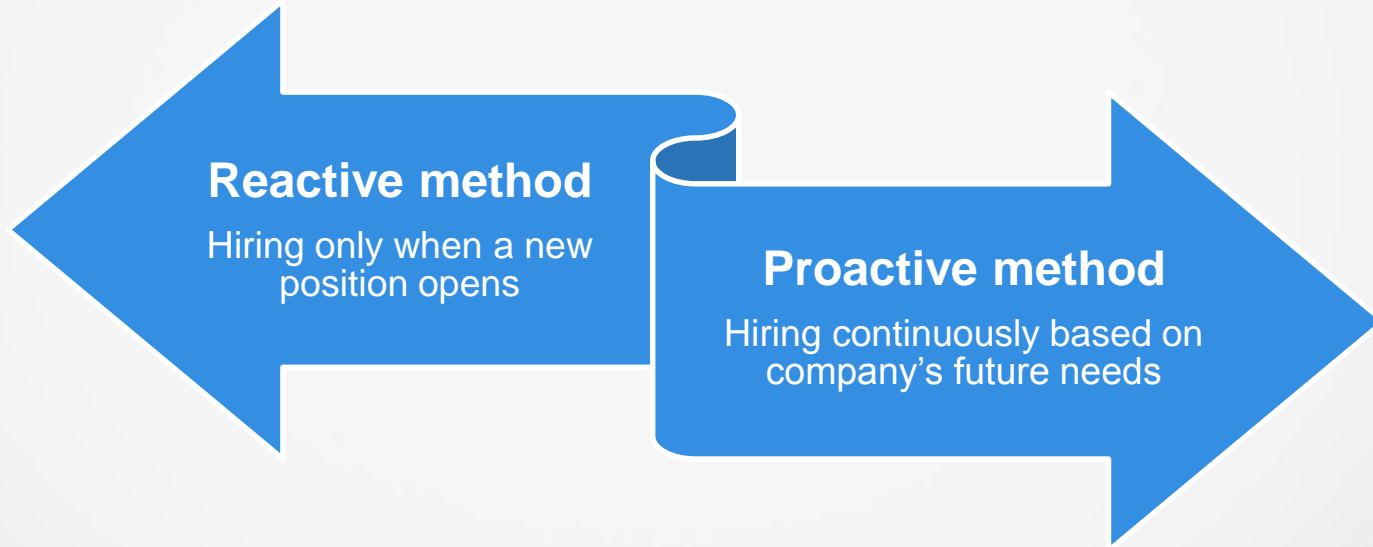 Reactive method
Hiring only when a new
position opens
Proactive method
Hiring continuously based on
company’s future needs